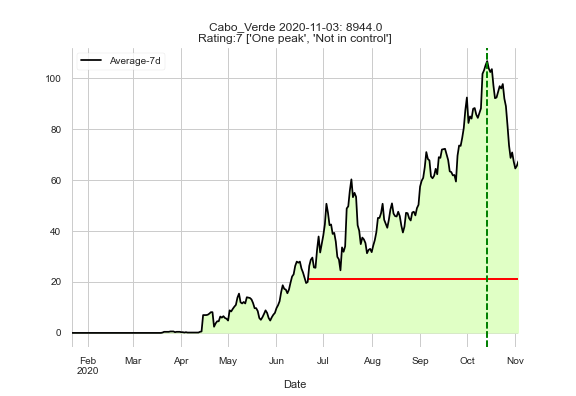 Cabo_Verde 2020-11-03: 8944.0
Rating:7 ['One peak', 'Not in control']
Average-7d
100
80
60
40
20
0
Feb Mar Apr May Jun Jul Aug Sep Oct Nov
2020
Date